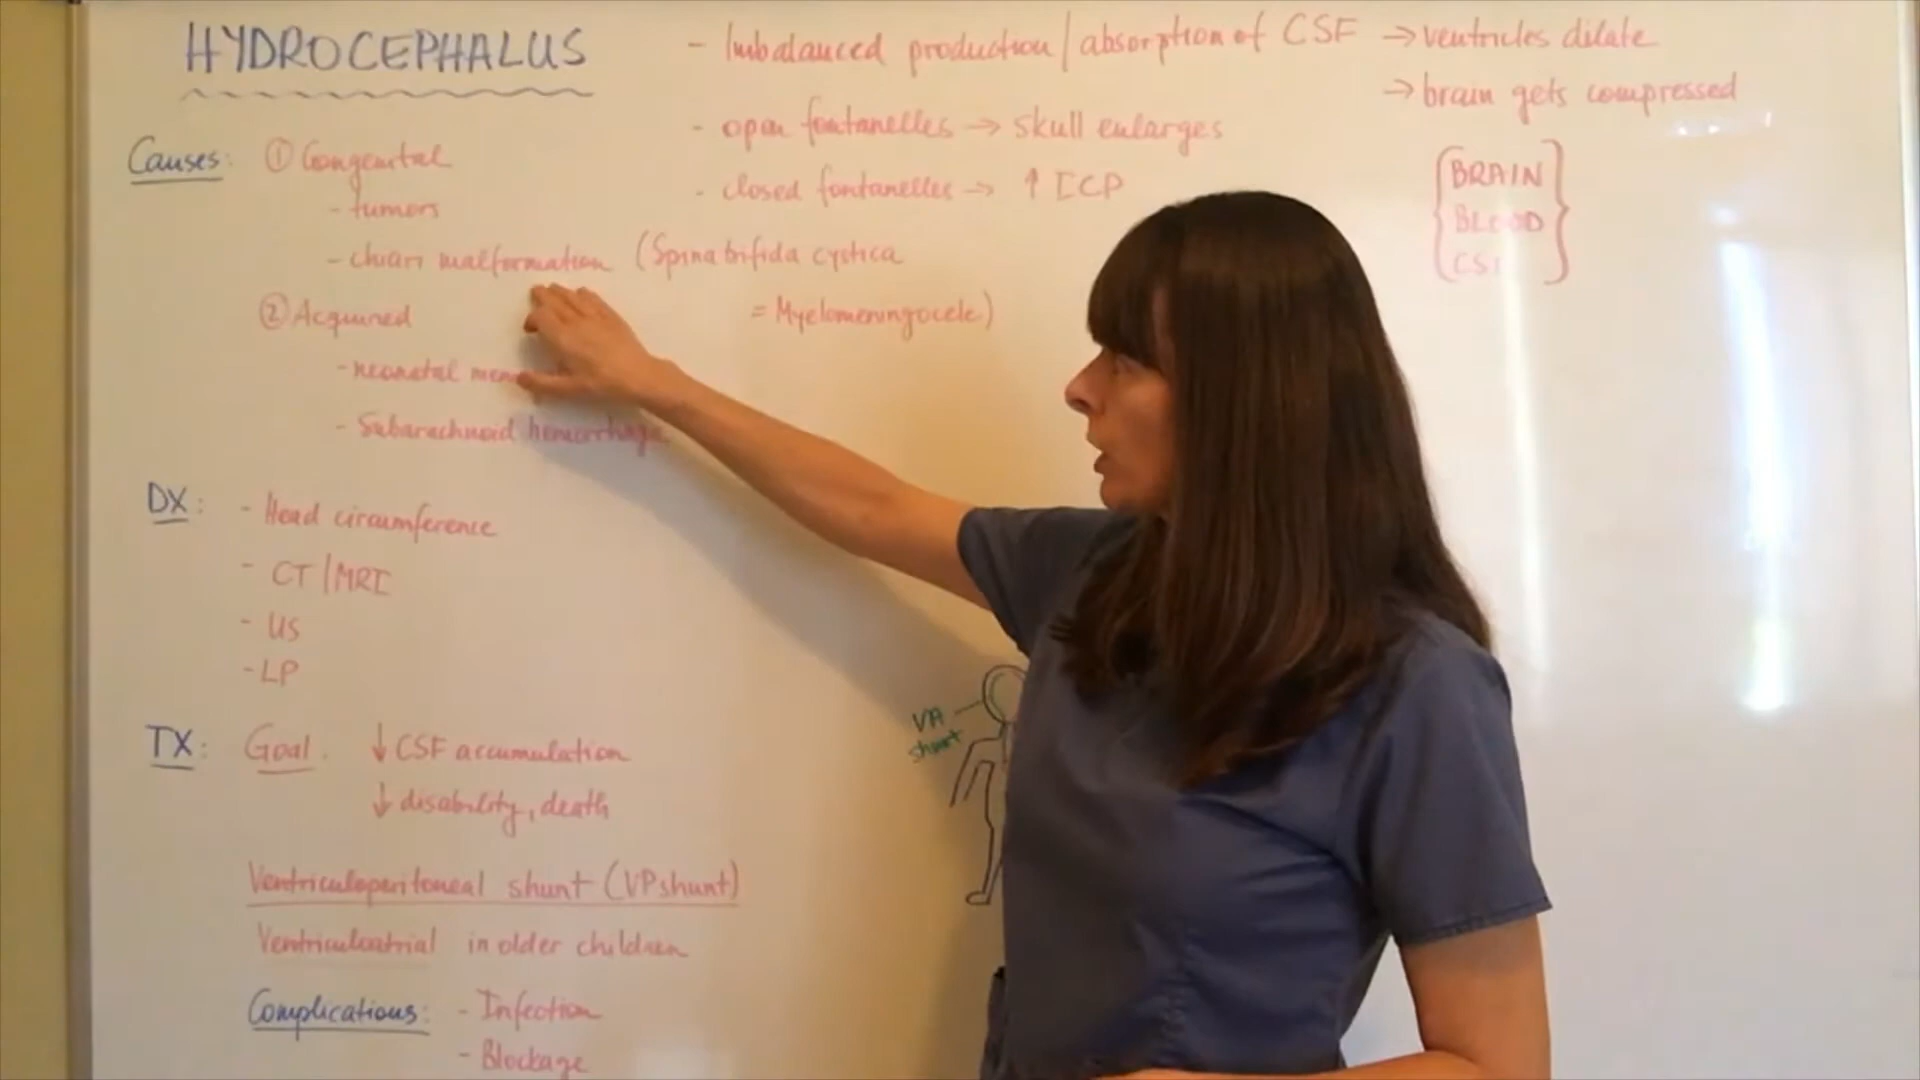 HYDROCEPHALUS
- Imbalanced production/absorption of CSF → ventricles dilate
→ brain gets compressed
- open fontanelles → skull enlarges
- closed fontanelles → ↑ ICP
{BRAIN
BLOOD
CSF}
Causes: ① Congenital
- tumors
- chiari malformation (Spina bifida cystica
= Myelomeningocele)
② Acquired
- neonatal men
- Subarachnoid hemorrhage
DX: - Head circumference
- CT/MRI
- US
- LP
TX: Goal: ↓ CSF accumulation
↓ disability, death
VA
shunt
Ventriculoperitoneal shunt (VP shunt)
Ventriculoatrial in older children
Complications: - Infection
- Blockage